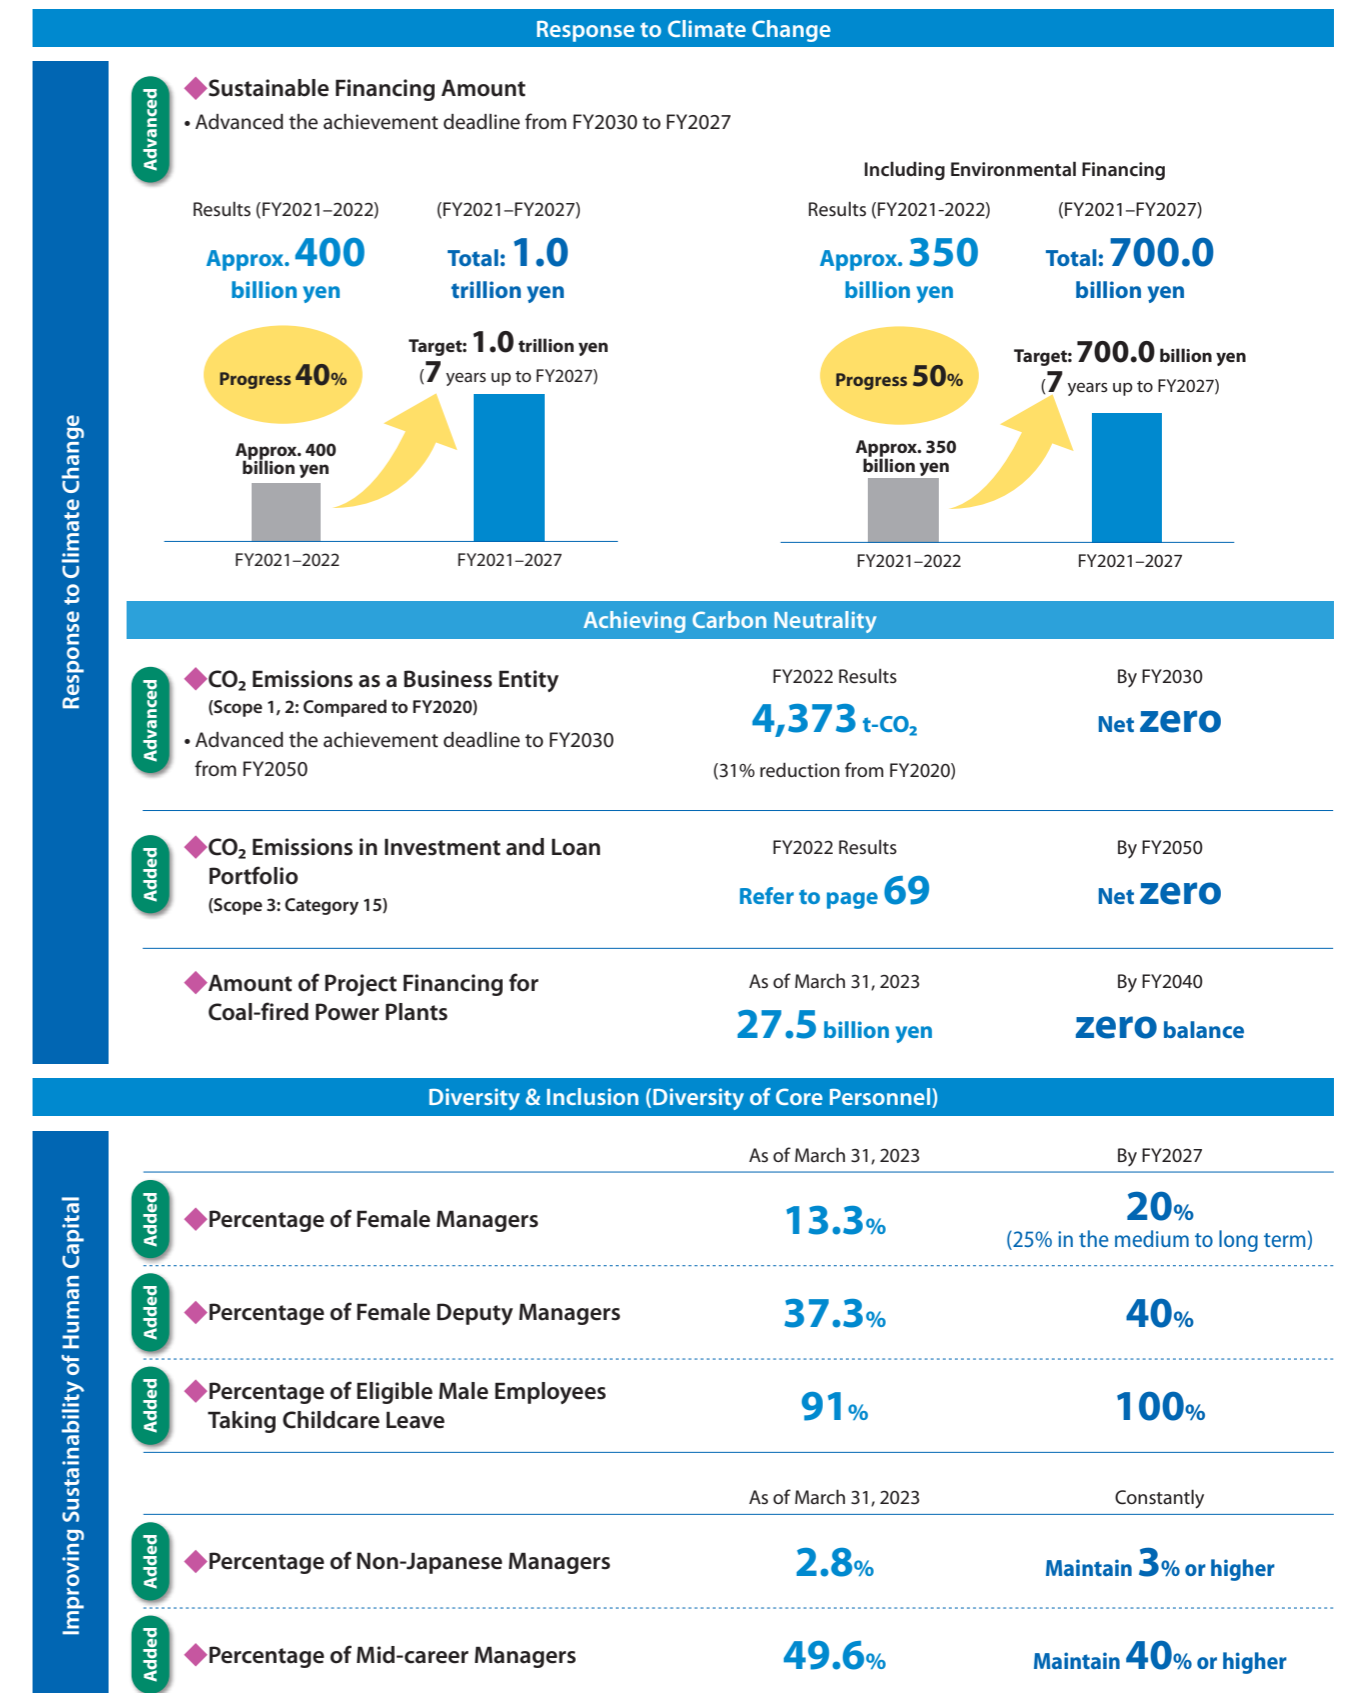 Response to Climate Change
Response to Climate Change
Advanced
◆Sustainable Financing Amount
• Advanced the achievement deadline from FY2030 to FY2027
Results (FY2021–2022)
(FY2021–FY2027)
Approx. 400
billion yen
Total: 1.0
trillion yen
Progress 40%
Target: 1.0 trillion yen
(7 years up to FY2027)
Approx. 400
billion yen
FY2021–2022
FY2021–2027
Including Environmental Financing
Results (FY2021-2022)
(FY2021–FY2027)
Approx. 350
billion yen
Total: 700.0
billion yen
Progress 50%
Target: 700.0 billion yen
(7 years up to FY2027)
Approx. 350
billion yen
FY2021–2022
FY2021–2027
Achieving Carbon Neutrality
Advanced
◆CO₂ Emissions as a Business Entity
(Scope 1, 2: Compared to FY2020)
• Advanced the achievement deadline to FY2030
from FY2050
FY2022 Results
4,373 t-CO₂
(31% reduction from FY2020)
By FY2030
Net zero
Added
◆CO₂ Emissions in Investment and Loan
Portfolio
(Scope 3: Category 15)
FY2022 Results
Refer to page 69
By FY2050
Net zero
◆Amount of Project Financing for
Coal-fired Power Plants
As of March 31, 2023
27.5 billion yen
By FY2040
zero balance
Diversity & Inclusion (Diversity of Core Personnel)
Improving Sustainability of Human Capital
As of March 31, 2023
By FY2027
Added
◆Percentage of Female Managers
13.3%
20%
(25% in the medium to long term)
Added
◆Percentage of Female Deputy Managers
37.3%
40%
Added
◆Percentage of Eligible Male Employees
Taking Childcare Leave
91%
100%
As of March 31, 2023
Constantly
Added
◆Percentage of Non-Japanese Managers
2.8%
Maintain 3% or higher
Added
◆Percentage of Mid-career Managers
49.6%
Maintain 40% or higher